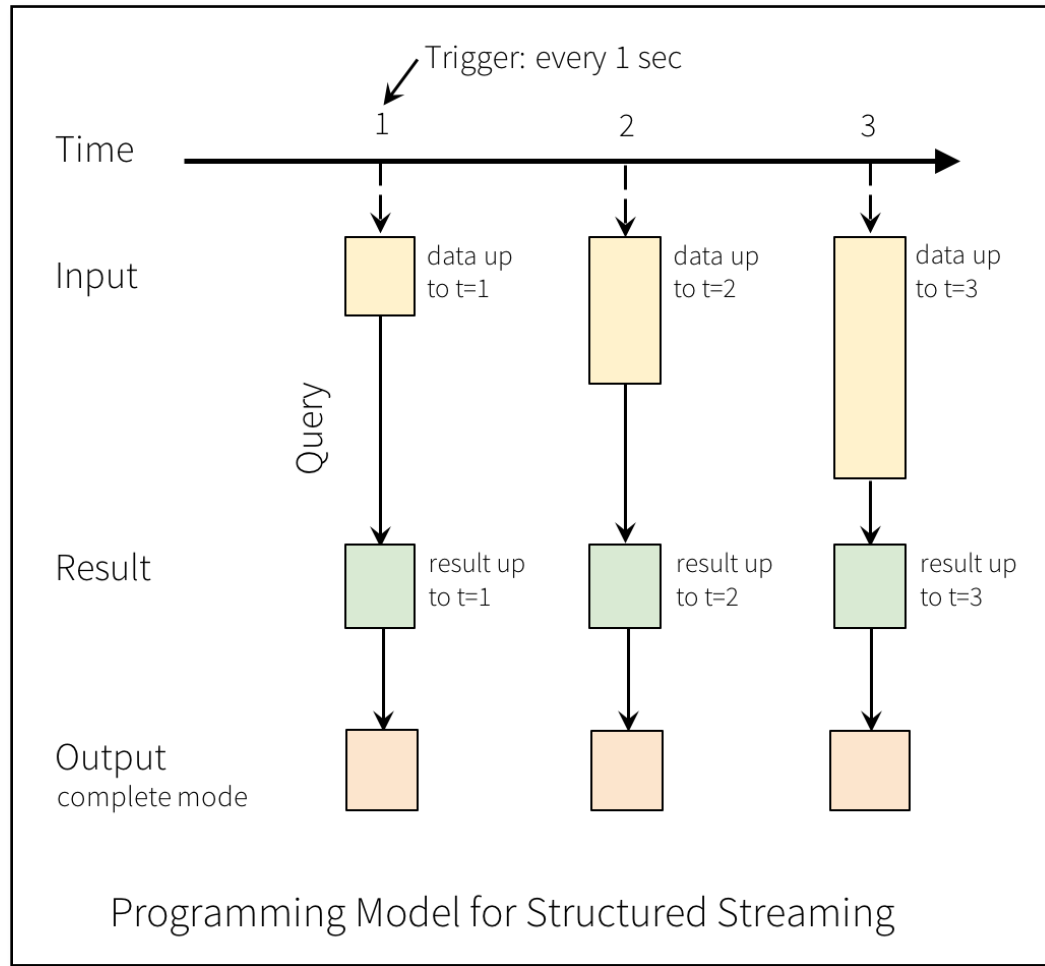 Trigger: every 1 sec
1 2 3
Time
Input
data up
to t=1
data up
to t=2
data up
to t=3
Query
Result
result up
to t=1
result up
to t=2
result up
to t=3
Output
complete mode
Programming Model for Structured Streaming